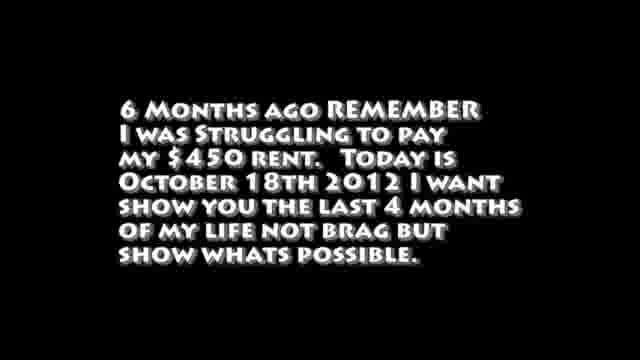 6 Months ago REMEMBER
I was Struggling to pay
my $450 rent. Today is
October 18th 2012 I want
show you the last 4 months
of my life not brag but
show whats possible.